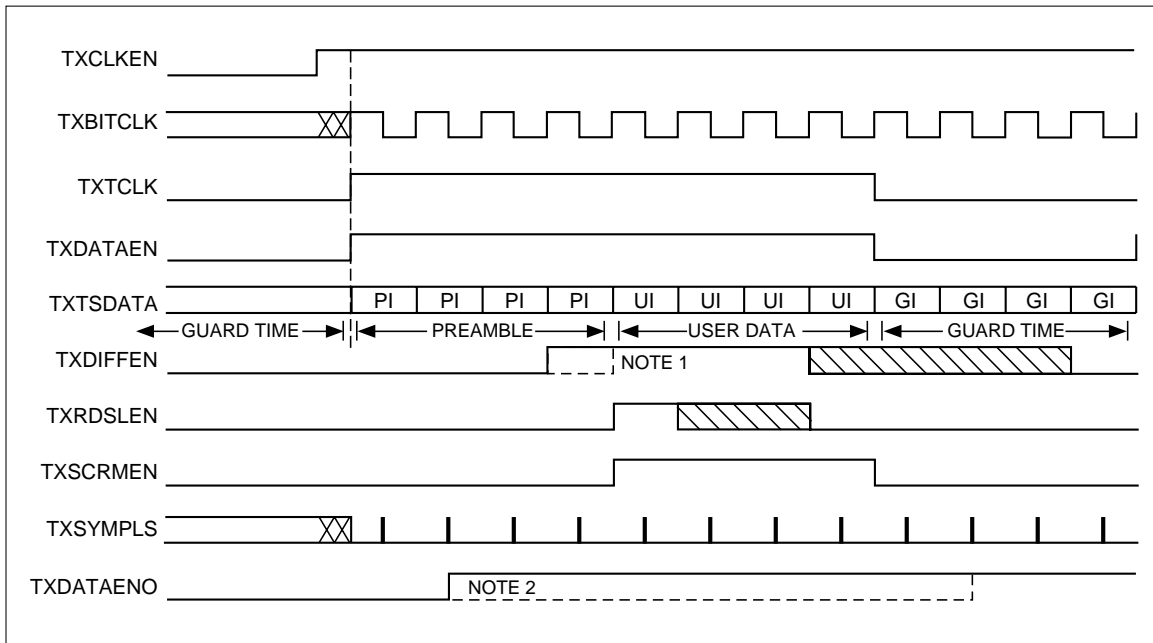 TXCLKEN
TXBITCLK
TXTCLK
TXDATAEN
TXTSDATA PI PI PI PI UI UI UI UI GI GI GI GI
GUARD TIME PREAMBLE USER DATA GUARD TIME
TXDIFFEN NOTE 1
TXRDSLEN
TXSCRMEN
TXSYMPLS
TXDATAENO NOTE 2